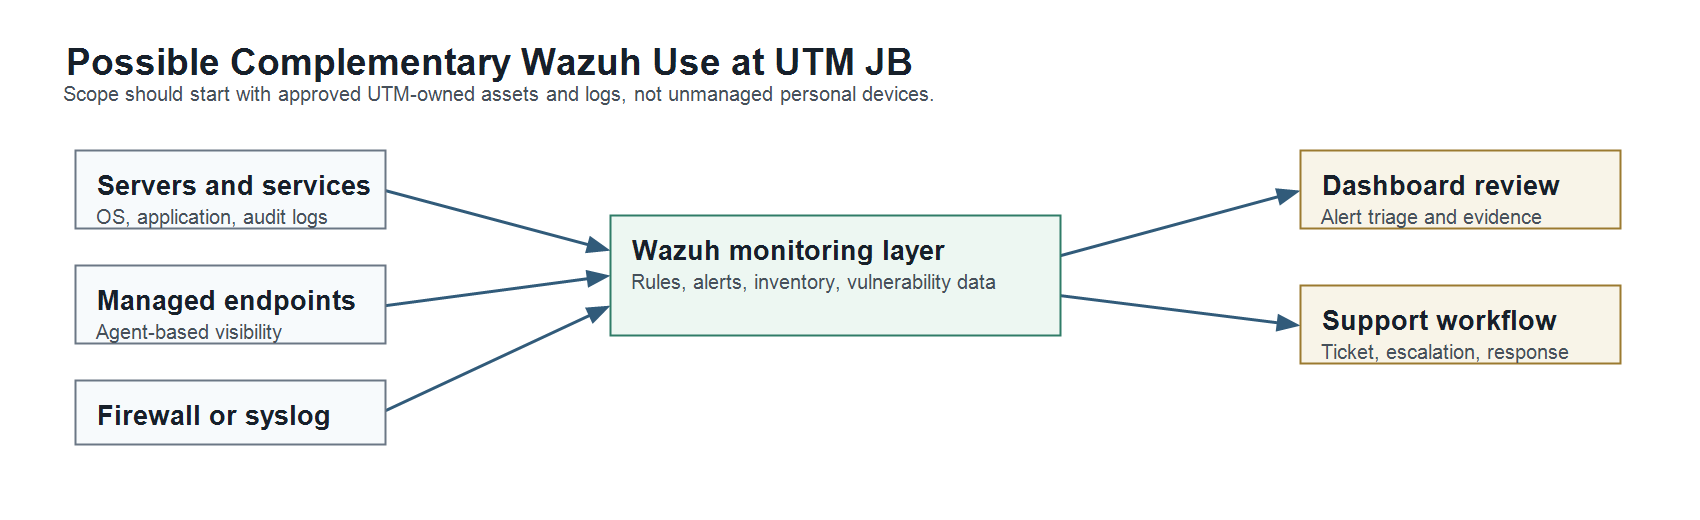 Possible Complementary Wazuh Use at UTM JB
Scope should start with approved UTM-owned assets and logs, not unmanaged personal devices.
Servers and services
OS, application, audit logs
Managed endpoints
Agent-based visibility
Firewall or syslog
Wazuh monitoring layer
Rules, alerts, inventory, vulnerability data
Dashboard review
Alert triage and evidence
Support workflow
Ticket, escalation, response